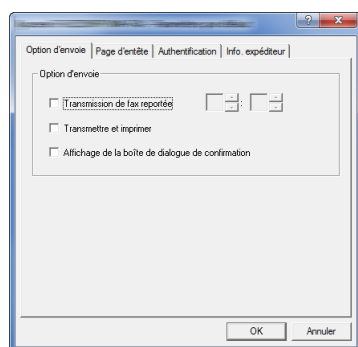 Option d'envoie Page d'entête Authentification Info. expéditeur
Option d'envoie
Transmission de fax reportée :
Transmettre et imprimer
Affichage de la boîte de dialogue de confirmation
OK Annuler